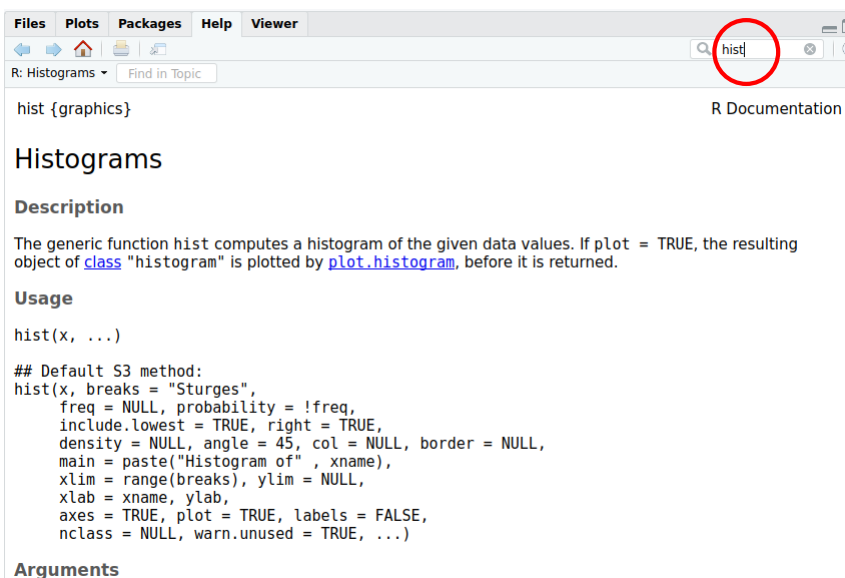 Files Plots Packages Help Viewer
hist
R: Histograms Find in Topic
hist {graphics} R Documentation
Histograms
Description
The generic function hist computes a histogram of the given data values. If plot = TRUE, the resulting
object of class "histogram" is plotted by plot.histogram, before it is returned.
Usage
hist(x, ...)
## Default S3 method:
hist(x, breaks = "Sturges",
     freq = NULL, probability = !freq,
     include.lowest = TRUE, right = TRUE,
     density = NULL, angle = 45, col = NULL, border = NULL,
     main = paste("Histogram of" , xname),
     xlim = range(breaks), ylim = NULL,
     xlab = xname, ylab,
     axes = TRUE, plot = TRUE, labels = FALSE,
     nclass = NULL, warn.unused = TRUE, ...)
Arguments